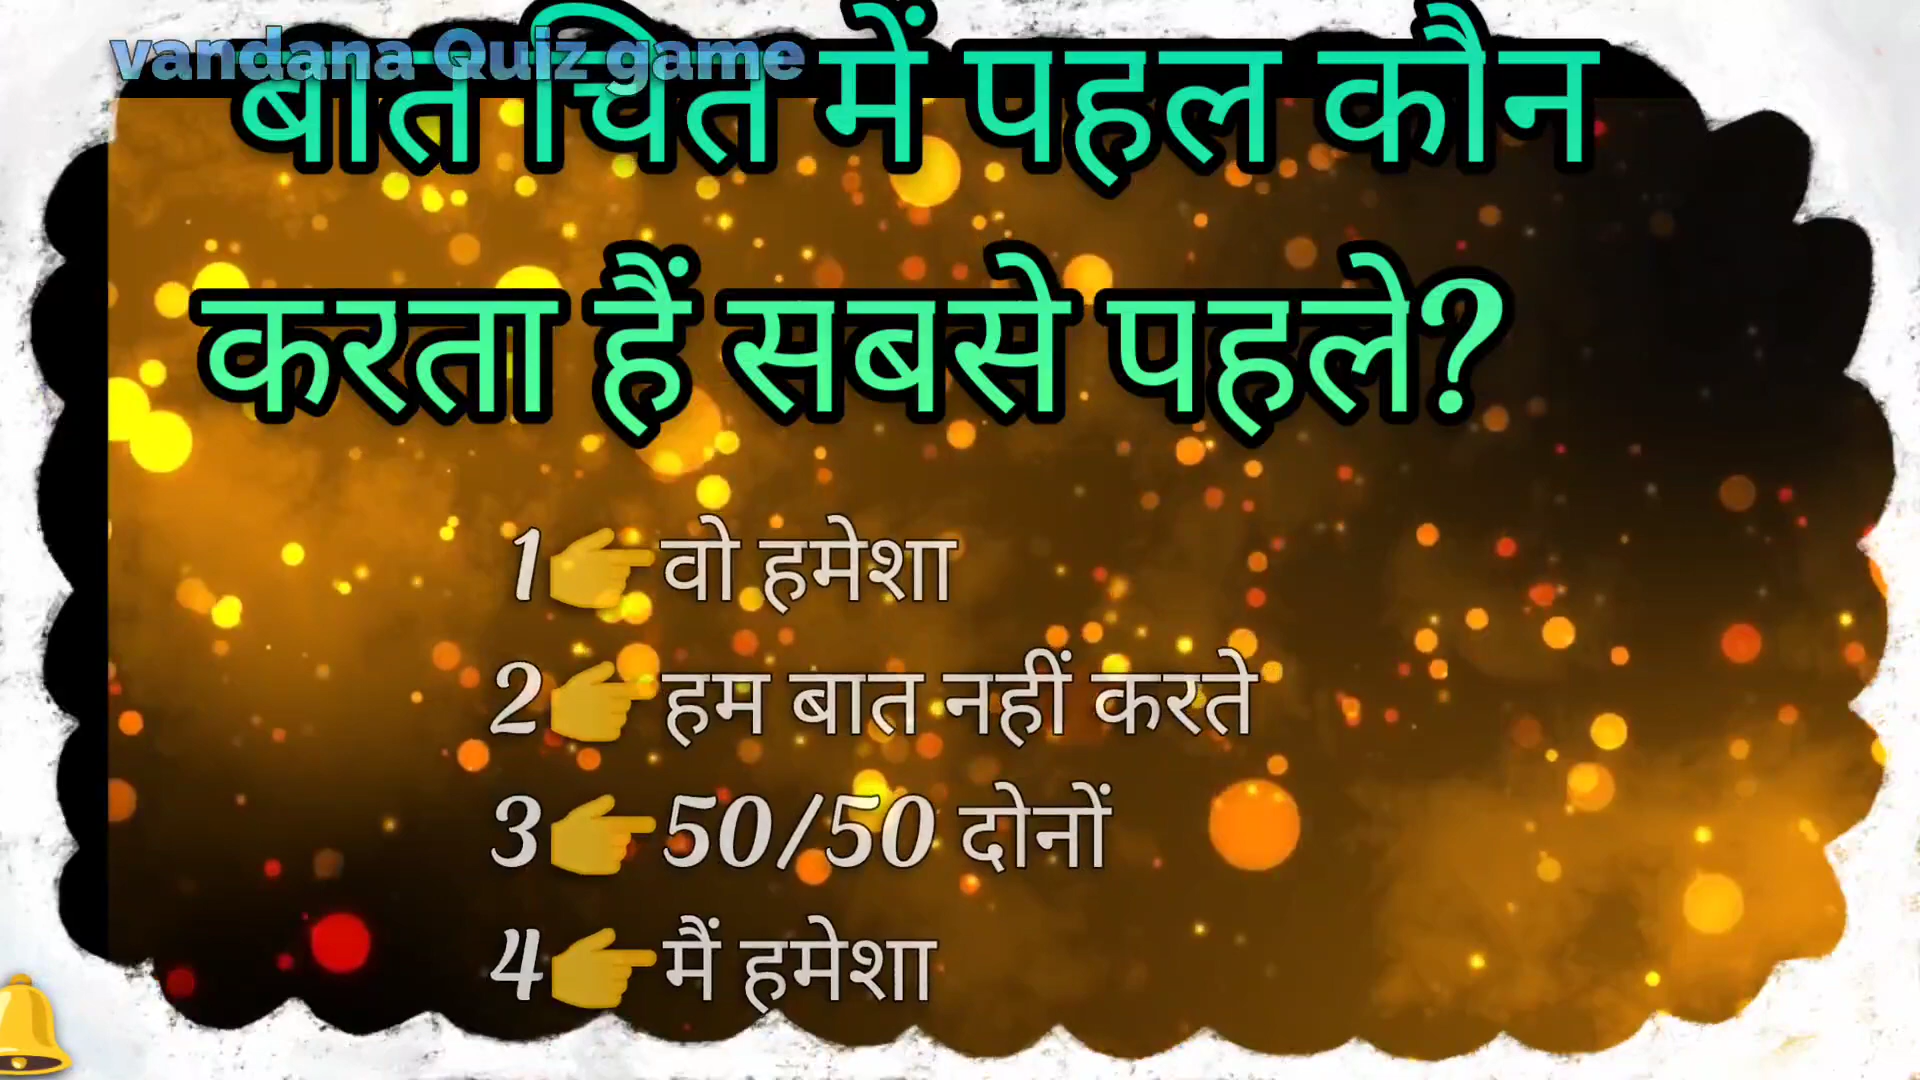 vandana Quiz game
बात चित में पहल कौन
करता हैं सबसे पहले?
1👉वो हमेशा
2👉हम बात नहीं करते
3👉50/50 दोनों
4👉मैं हमेशा